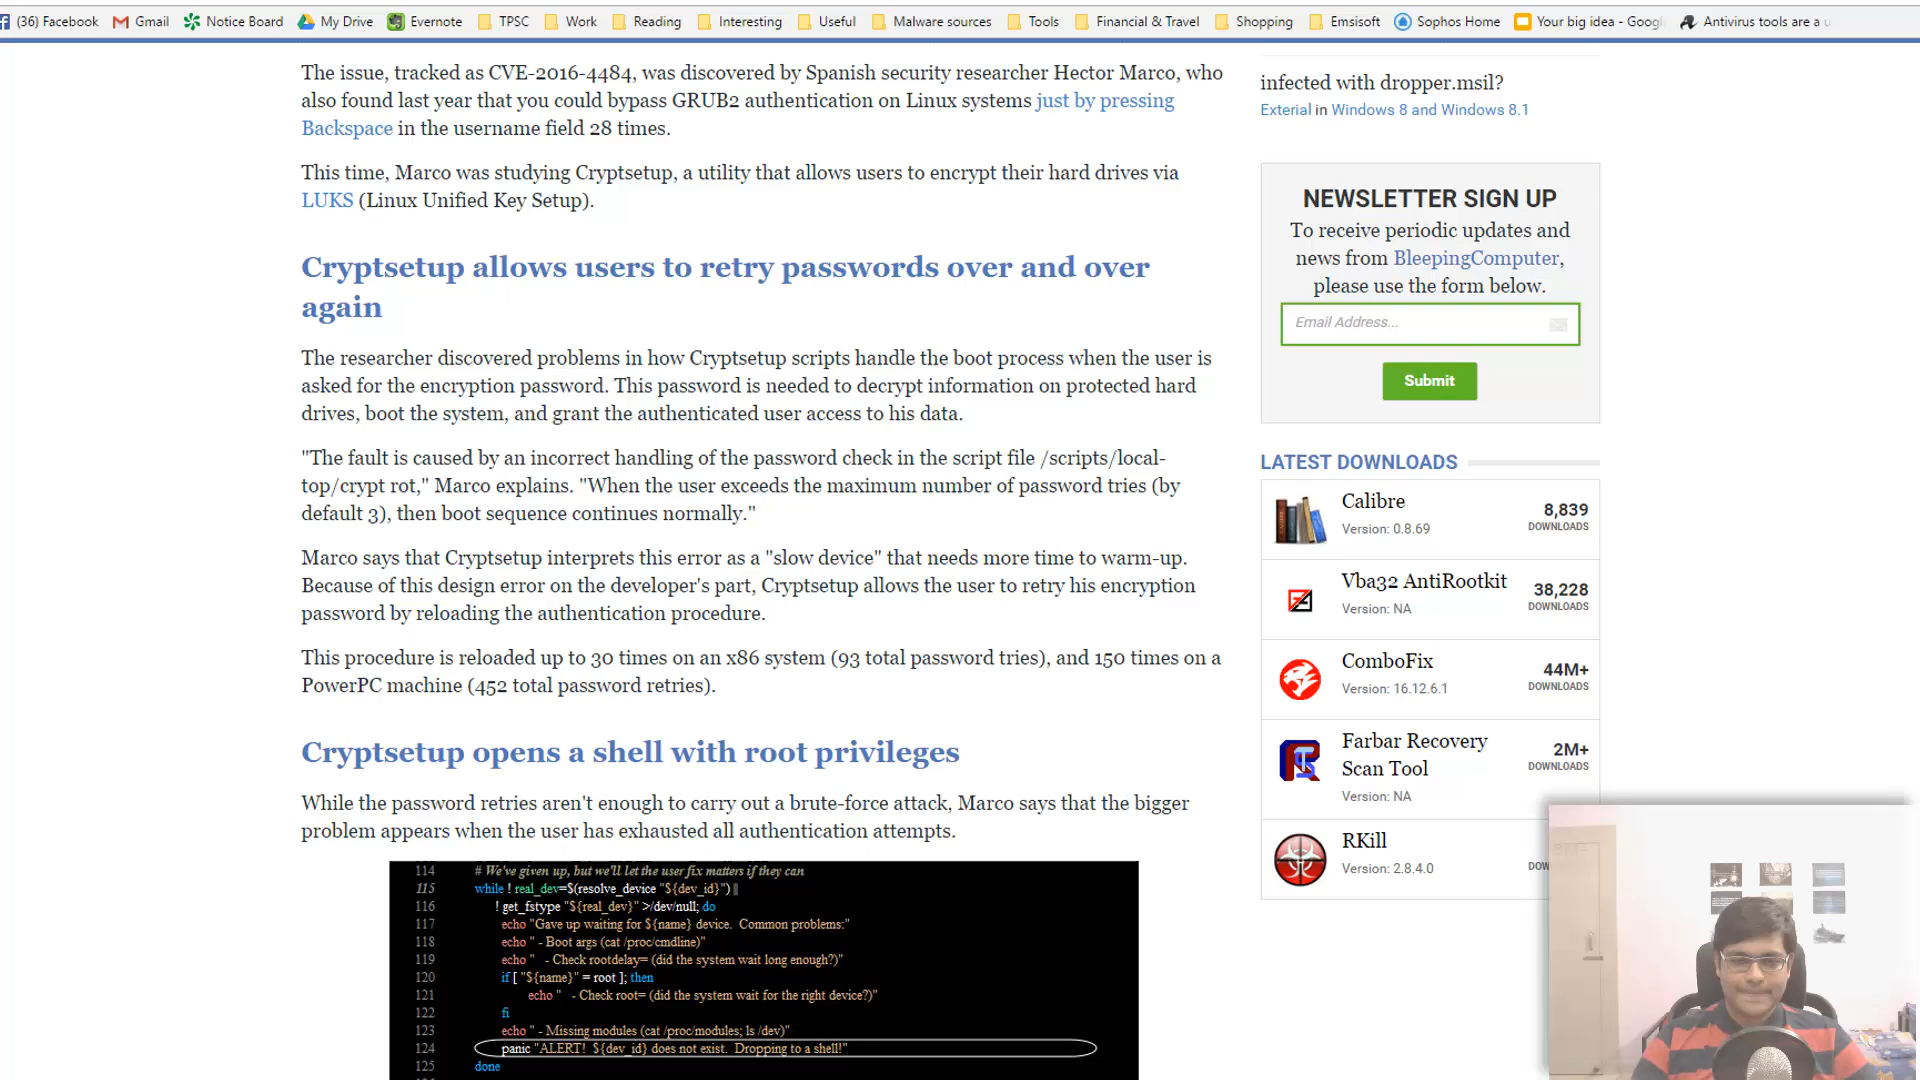 (36) Facebook Gmail Notice Board My Drive Evernote TPSC Work Reading Interesting Useful Malware sources Tools Financial & Travel Shopping Emsisoft Sophos Home Your big idea - Googl Antivirus tools are a u
The issue, tracked as CVE-2016-4484, was discovered by Spanish security researcher Hector Marco, who
also found last year that you could bypass GRUB2 authentication on Linux systems just by pressing
Backspace in the username field 28 times.
This time, Marco was studying Cryptsetup, a utility that allows users to encrypt their hard drives via
LUKS (Linux Unified Key Setup).
Cryptsetup allows users to retry passwords over and over
again
The researcher discovered problems in how Cryptsetup scripts handle the boot process when the user is
asked for the encryption password. This password is needed to decrypt information on protected hard
drives, boot the system, and grant the authenticated user access to his data.
"The fault is caused by an incorrect handling of the password check in the script file /scripts/local-
top/crypt rot," Marco explains. "When the user exceeds the maximum number of password tries (by
default 3), then boot sequence continues normally."
Marco says that Cryptsetup interprets this error as a "slow device" that needs more time to warm-up.
Because of this design error on the developer's part, Cryptsetup allows the user to retry his encryption
password by reloading the authentication procedure.
This procedure is reloaded up to 30 times on an x86 system (93 total password tries), and 150 times on a
PowerPC machine (452 total password retries).
Cryptsetup opens a shell with root privileges
While the password retries aren't enough to carry out a brute-force attack, Marco says that the bigger
problem appears when the user has exhausted all authentication attempts.
114 # We've given up, but we'll let the user fix matters if they can
115 while ! real_dev=$(resolve_device "${dev_id}") ||
116 ! get_fstype "${real_dev}" >/dev/null; do
117 echo "Gave up waiting for ${name} device. Common problems:"
118 echo " - Boot args (cat /proc/cmdline)"
119 echo " - Check rootdelay= (did the system wait long enough?)"
120 if [ "${name}" = root ]; then
121 echo " - Check root= (did the system wait for the right device?)"
122 fi
123 echo " - Missing modules (cat /proc/modules; ls /dev)"
124 panic "ALERT! ${dev_id} does not exist. Dropping to a shell!"
125 done
infected with dropper.msil?
Exterial in Windows 8 and Windows 8.1
NEWSLETTER SIGN UP
To receive periodic updates and
news from BleepingComputer,
please use the form below.
Email Address...
Submit
LATEST DOWNLOADS
Calibre
Version: 0.8.69
8,839
DOWNLOADS
Vba32 AntiRootkit
Version: NA
38,228
DOWNLOADS
ComboFix
Version: 16.12.6.1
44M+
DOWNLOADS
Farbar Recovery
Scan Tool
Version: NA
2M+
DOWNLOADS
RKill
Version: 2.8.4.0
DO